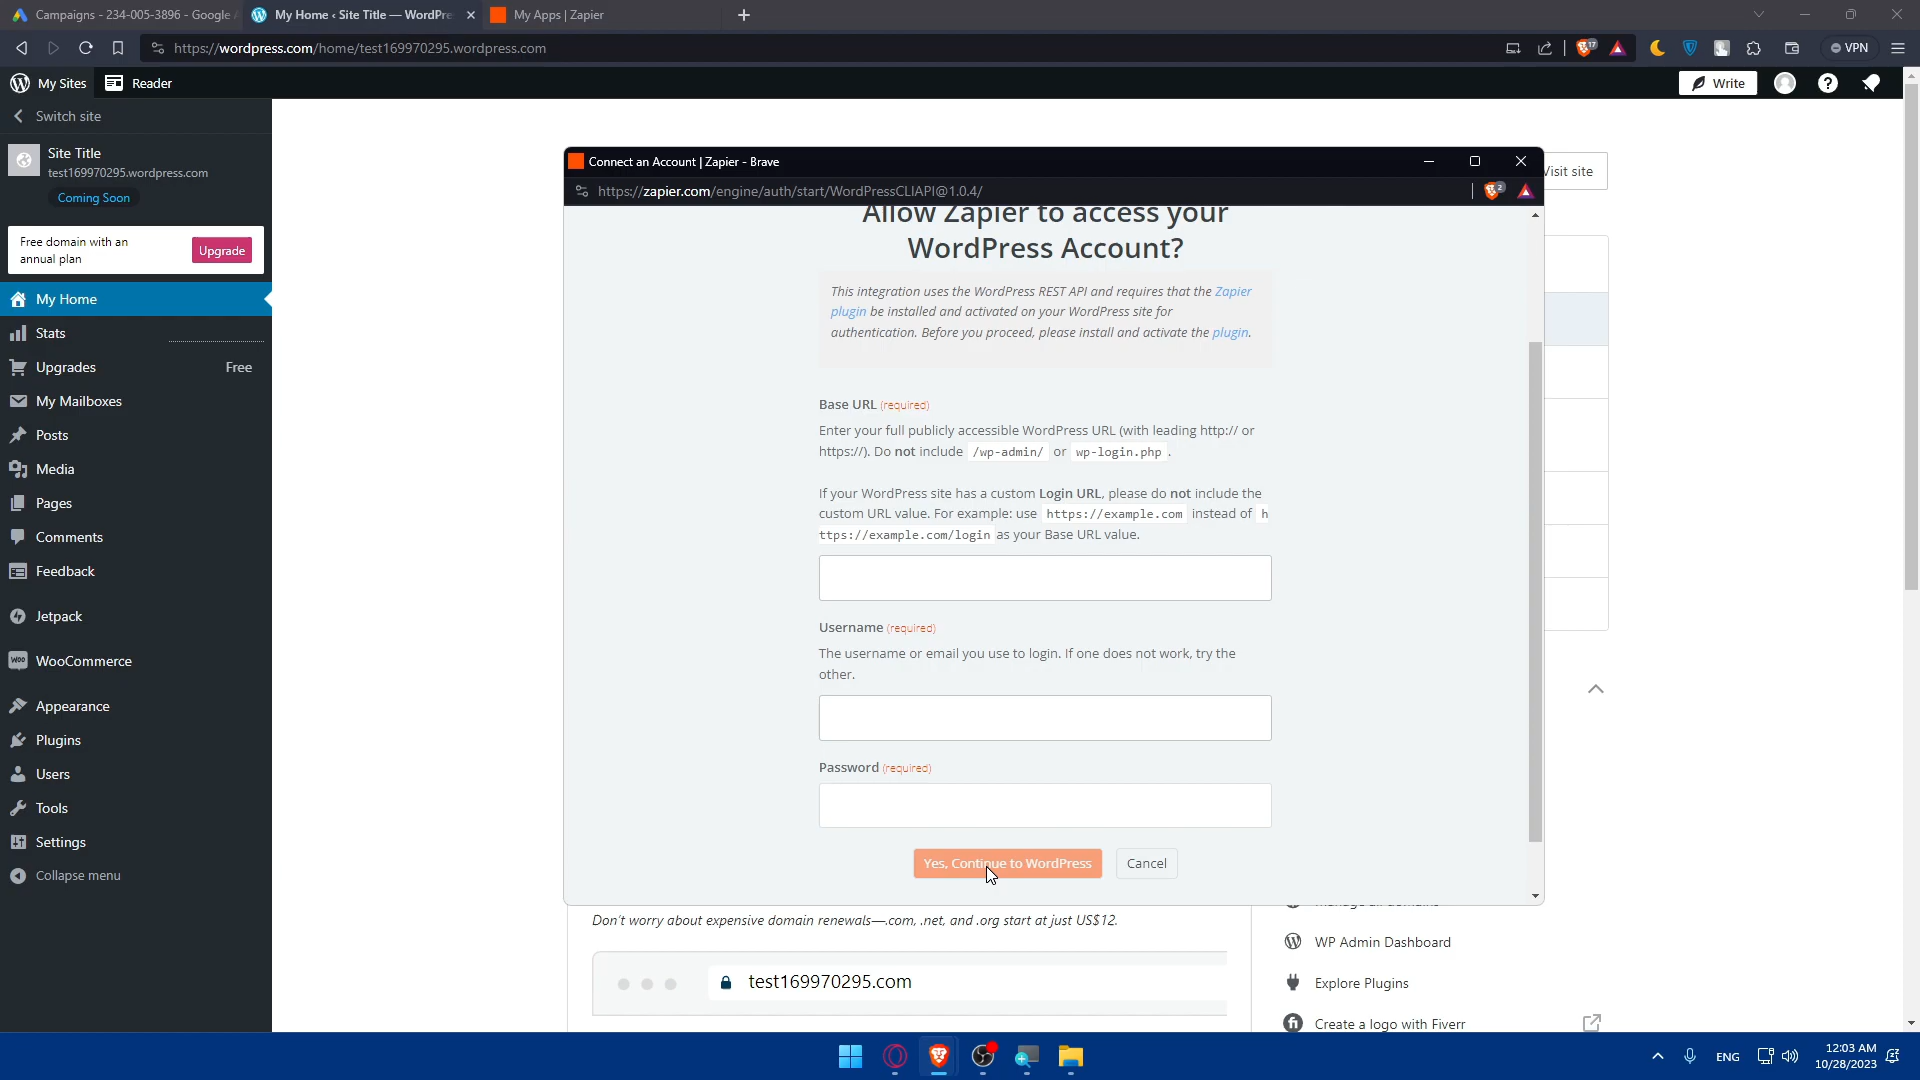 Campaigns - 234-005-3896 - Google
My Home ‹ Site Title — WordPre
My Apps | Zapier
https://wordpress.com/home/test169970295.wordpress.com
17
VPN
My Sites
Reader
Write
Switch site
Site Title
test169970295.wordpress.com
Coming Soon
Free domain with an
annual plan
Upgrade
My Home
Stats
Upgrades
Free
My Mailboxes
Posts
Media
Pages
Comments
Feedback
Jetpack
WooCommerce
Appearance
Plugins
Users
Tools
Settings
Collapse menu
Visit site
Connect an Account | Zapier - Brave
https://zapier.com/engine/auth/start/WordPressCLIAPI@1.0.4/
2
Allow Zapier to access your
WordPress Account?
This integration uses the WordPress REST API and requires that the Zapier
plugin be installed and activated on your WordPress site for
authentication. Before you proceed, please install and activate the plugin.
Base URL (required)
Enter your full publicly accessible WordPress URL (with leading http:// or
https://). Do not include /wp-admin/ or wp-login.php .
If your WordPress site has a custom Login URL, please do not include the
custom URL value. For example: use https://example.com instead of h
ttps://example.com/login as your Base URL value.
Username (required)
The username or email you use to login. If one does not work, try the
other.
Password (required)
Yes, Continue to WordPress
Cancel
Don't worry about expensive domain renewals—.com, .net, and .org start at just US$12.
test169970295.com
WP Admin Dashboard
Explore Plugins
Create a logo with Fiverr
ENG
12:03 AM
10/28/2023